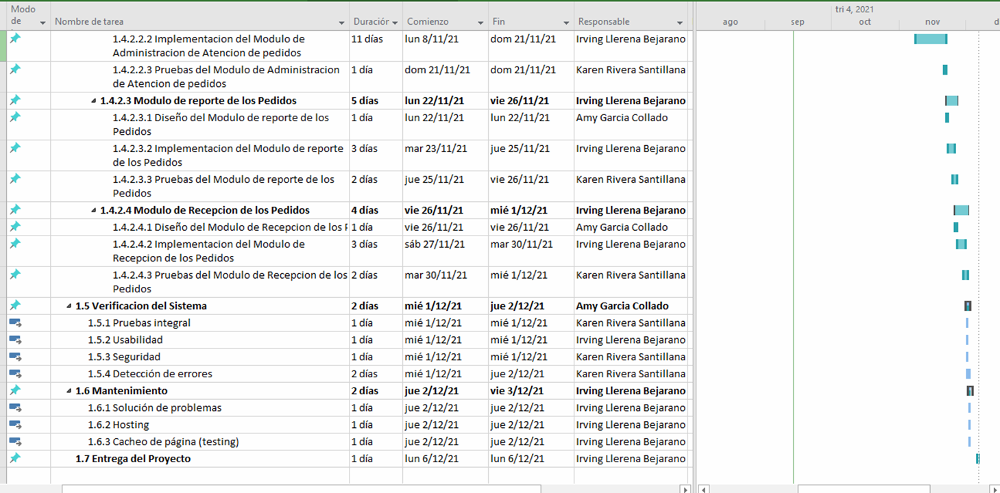 Modo de Nombre de tarea Duración Comienzo Fin Responsable
tri 4, 2021
ago sep oct nov d
1.4.2.2.2 Implementacion del Modulo de 11 días lun 8/11/21 dom 21/11/21 Irving Llerena Bejarano
Administracion de Atencion de pedidos
1.4.2.2.3 Pruebas del Modulo de Administracion 1 día dom 21/11/21 dom 21/11/21 Karen Rivera Santillana
de Atencion de pedidos
1.4.2.3 Modulo de reporte de los Pedidos 5 días lun 22/11/21 vie 26/11/21 Irving Llerena Bejarano
1.4.2.3.1 Diseño del Modulo de reporte de los 1 día lun 22/11/21 lun 22/11/21 Amy Garcia Collado
Pedidos
1.4.2.3.2 Implementacion del Modulo de reporte 3 días mar 23/11/21 jue 25/11/21 Irving Llerena Bejarano
de los Pedidos
1.4.2.3.3 Pruebas del Modulo de reporte de los 2 días jue 25/11/21 vie 26/11/21 Karen Rivera Santillana
Pedidos
1.4.2.4 Modulo de Recepcion de los Pedidos 4 días vie 26/11/21 mié 1/12/21 Irving Llerena Bejarano
1.4.2.4.1 Diseño del Modulo de Recepcion de los 1 día vie 26/11/21 vie 26/11/21 Amy Garcia Collado
1.4.2.4.2 Implementacion del Modulo de 3 días sáb 27/11/21 mar 30/11/21 Irving Llerena Bejarano
Recepcion de los Pedidos
1.4.2.4.3 Pruebas del Modulo de Recepcion de los 2 días mar 30/11/21 mié 1/12/21 Karen Rivera Santillana
Pedidos
1.5 Verificacion del Sistema 2 días mié 1/12/21 jue 2/12/21 Amy Garcia Collado
1.5.1 Pruebas integral 1 día mié 1/12/21 mié 1/12/21 Karen Rivera Santillana
1.5.2 Usabilidad 1 día mié 1/12/21 mié 1/12/21 Irving Llerena Bejarano
1.5.3 Seguridad 1 día mié 1/12/21 mié 1/12/21 Karen Rivera Santillana
1.5.4 Detección de errores 2 días mié 1/12/21 jue 2/12/21 Karen Rivera Santillana
1.6 Mantenimiento 2 días jue 2/12/21 vie 3/12/21 Irving Llerena Bejarano
1.6.1 Solución de problemas 1 día jue 2/12/21 jue 2/12/21 Irving Llerena Bejarano
1.6.2 Hosting 1 día jue 2/12/21 jue 2/12/21 Irving Llerena Bejarano
1.6.3 Cacheo de página (testing) 1 día jue 2/12/21 jue 2/12/21 Irving Llerena Bejarano
1.7 Entrega del Proyecto 1 día lun 6/12/21 lun 6/12/21 Irving Llerena Bejarano